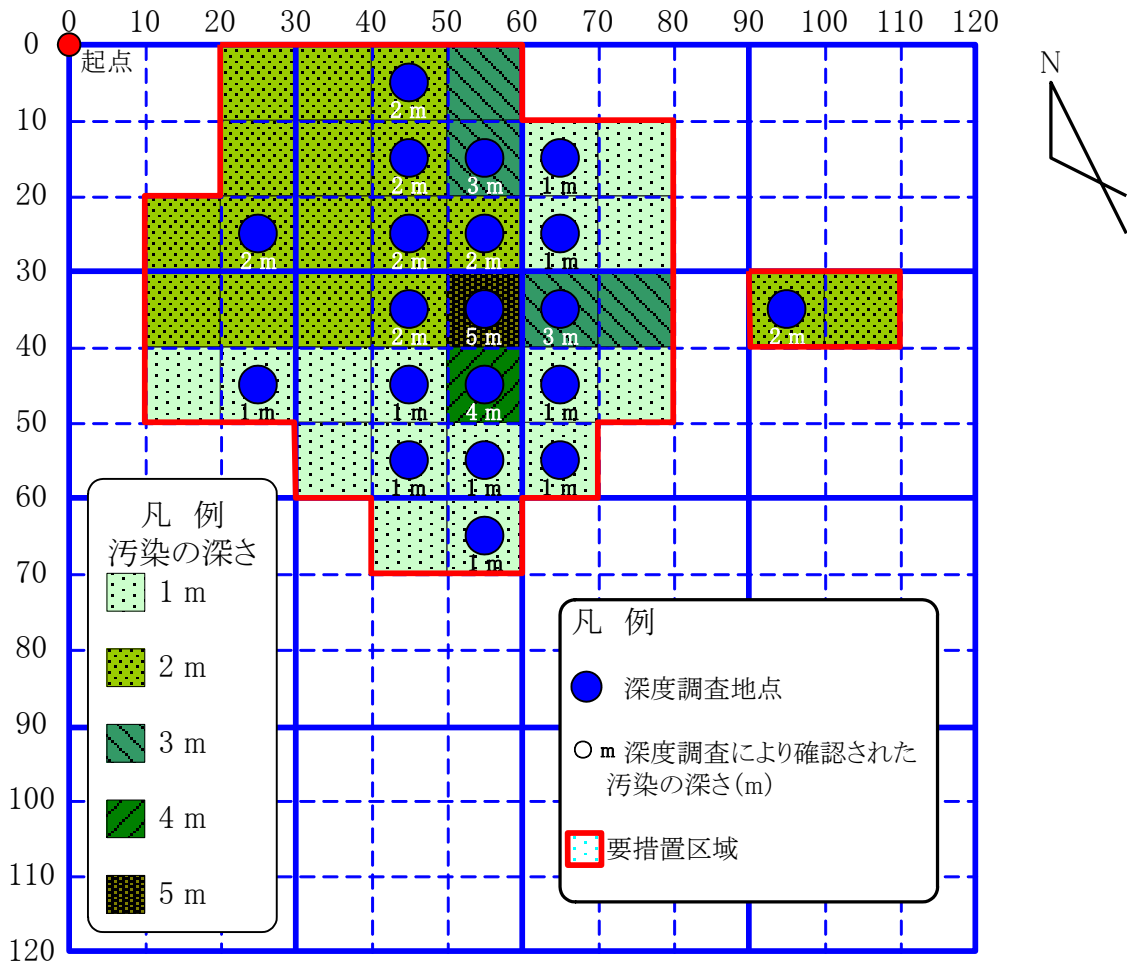 0 10 20 30 40 50 60 70 80 90 100 110 120
0
起点
N
10
20
30
40
50
60
70
80
90
100
110
120
2 m
2 m 3 m 1 m
2 m 2 m 2 m 1 m
2 m 5 m 3 m 2 m
1 m 1 m 4 m 1 m
1 m 1 m 1 m
1 m
凡 例
汚染の深さ
1 m
2 m
3 m
4 m
5 m
凡 例
深度調査地点
○ m 深度調査により確認された
汚染の深さ(m)
要措置区域